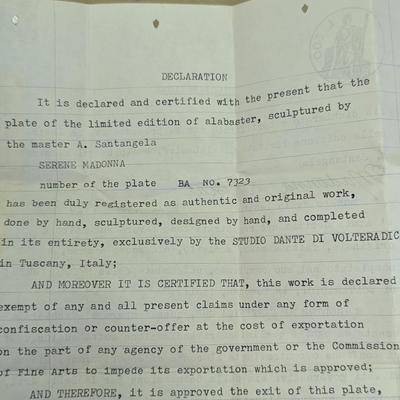 DECLARATION
It is declared and certified with the present that the
plate of the limited edition of alabaster, sculptured by
the master A. Santangela
SERENE MADONNA
number of the plate BA NO. 7323
has been duly registered as authentic and original work,
done by hand, sculptured, designed by hand, and completed
in its entirety, exclusively by the STUDIO DANTE DI VOLTERADIC
in Tuscany, Italy;
AND MOREOVER IT IS CERTIFIED THAT, this work is declared
exempt of any and all present claims under any form of
confiscation or counter-offer at the cost of exportation
on the part of any agency of the government or the Commission
of Fine Arts to impede its exportation which is approved;
AND THEREFORE, it is approved the exit of this plate,